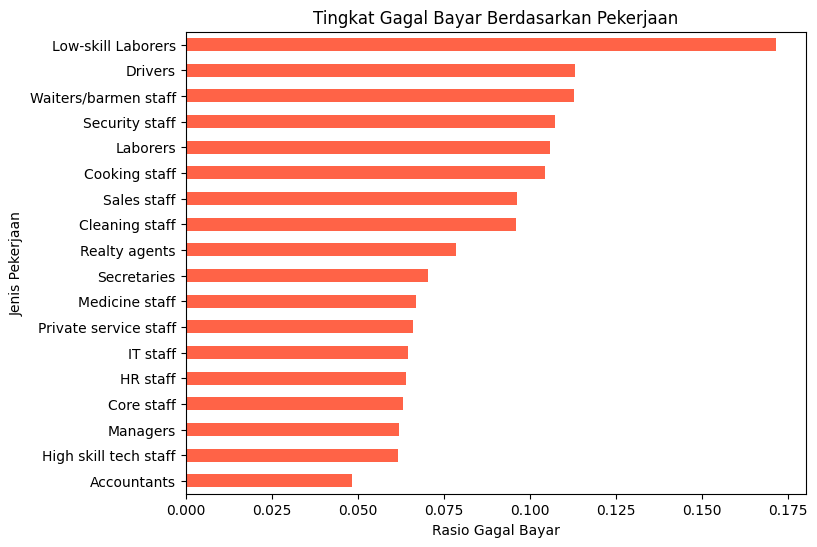 Tingkat Gagal Bayar Berdasarkan Pekerjaan
Jenis Pekerjaan
Low-skill Laborers
Drivers
Waiters/barmen staff
Security staff
Laborers
Cooking staff
Sales staff
Cleaning staff
Realty agents
Secretaries
Medicine staff
Private service staff
IT staff
HR staff
Core staff
Managers
High skill tech staff
Accountants
0.000 0.025 0.050 0.075 0.100 0.125 0.150 0.175
Rasio Gagal Bayar